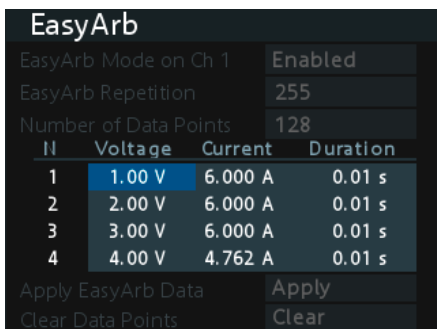 EasyArb
EasyArb Mode on Ch 1 Enabled
EasyArb Repetition 255
Number of Data Points 128
N Voltage Current Duration
1 1.00 V 6.000 A 0.01 s
2 2.00 V 6.000 A 0.01 s
3 3.00 V 6.000 A 0.01 s
4 4.00 V 4.762 A 0.01 s
Apply EasyArb Data Apply
Clear Data Points Clear